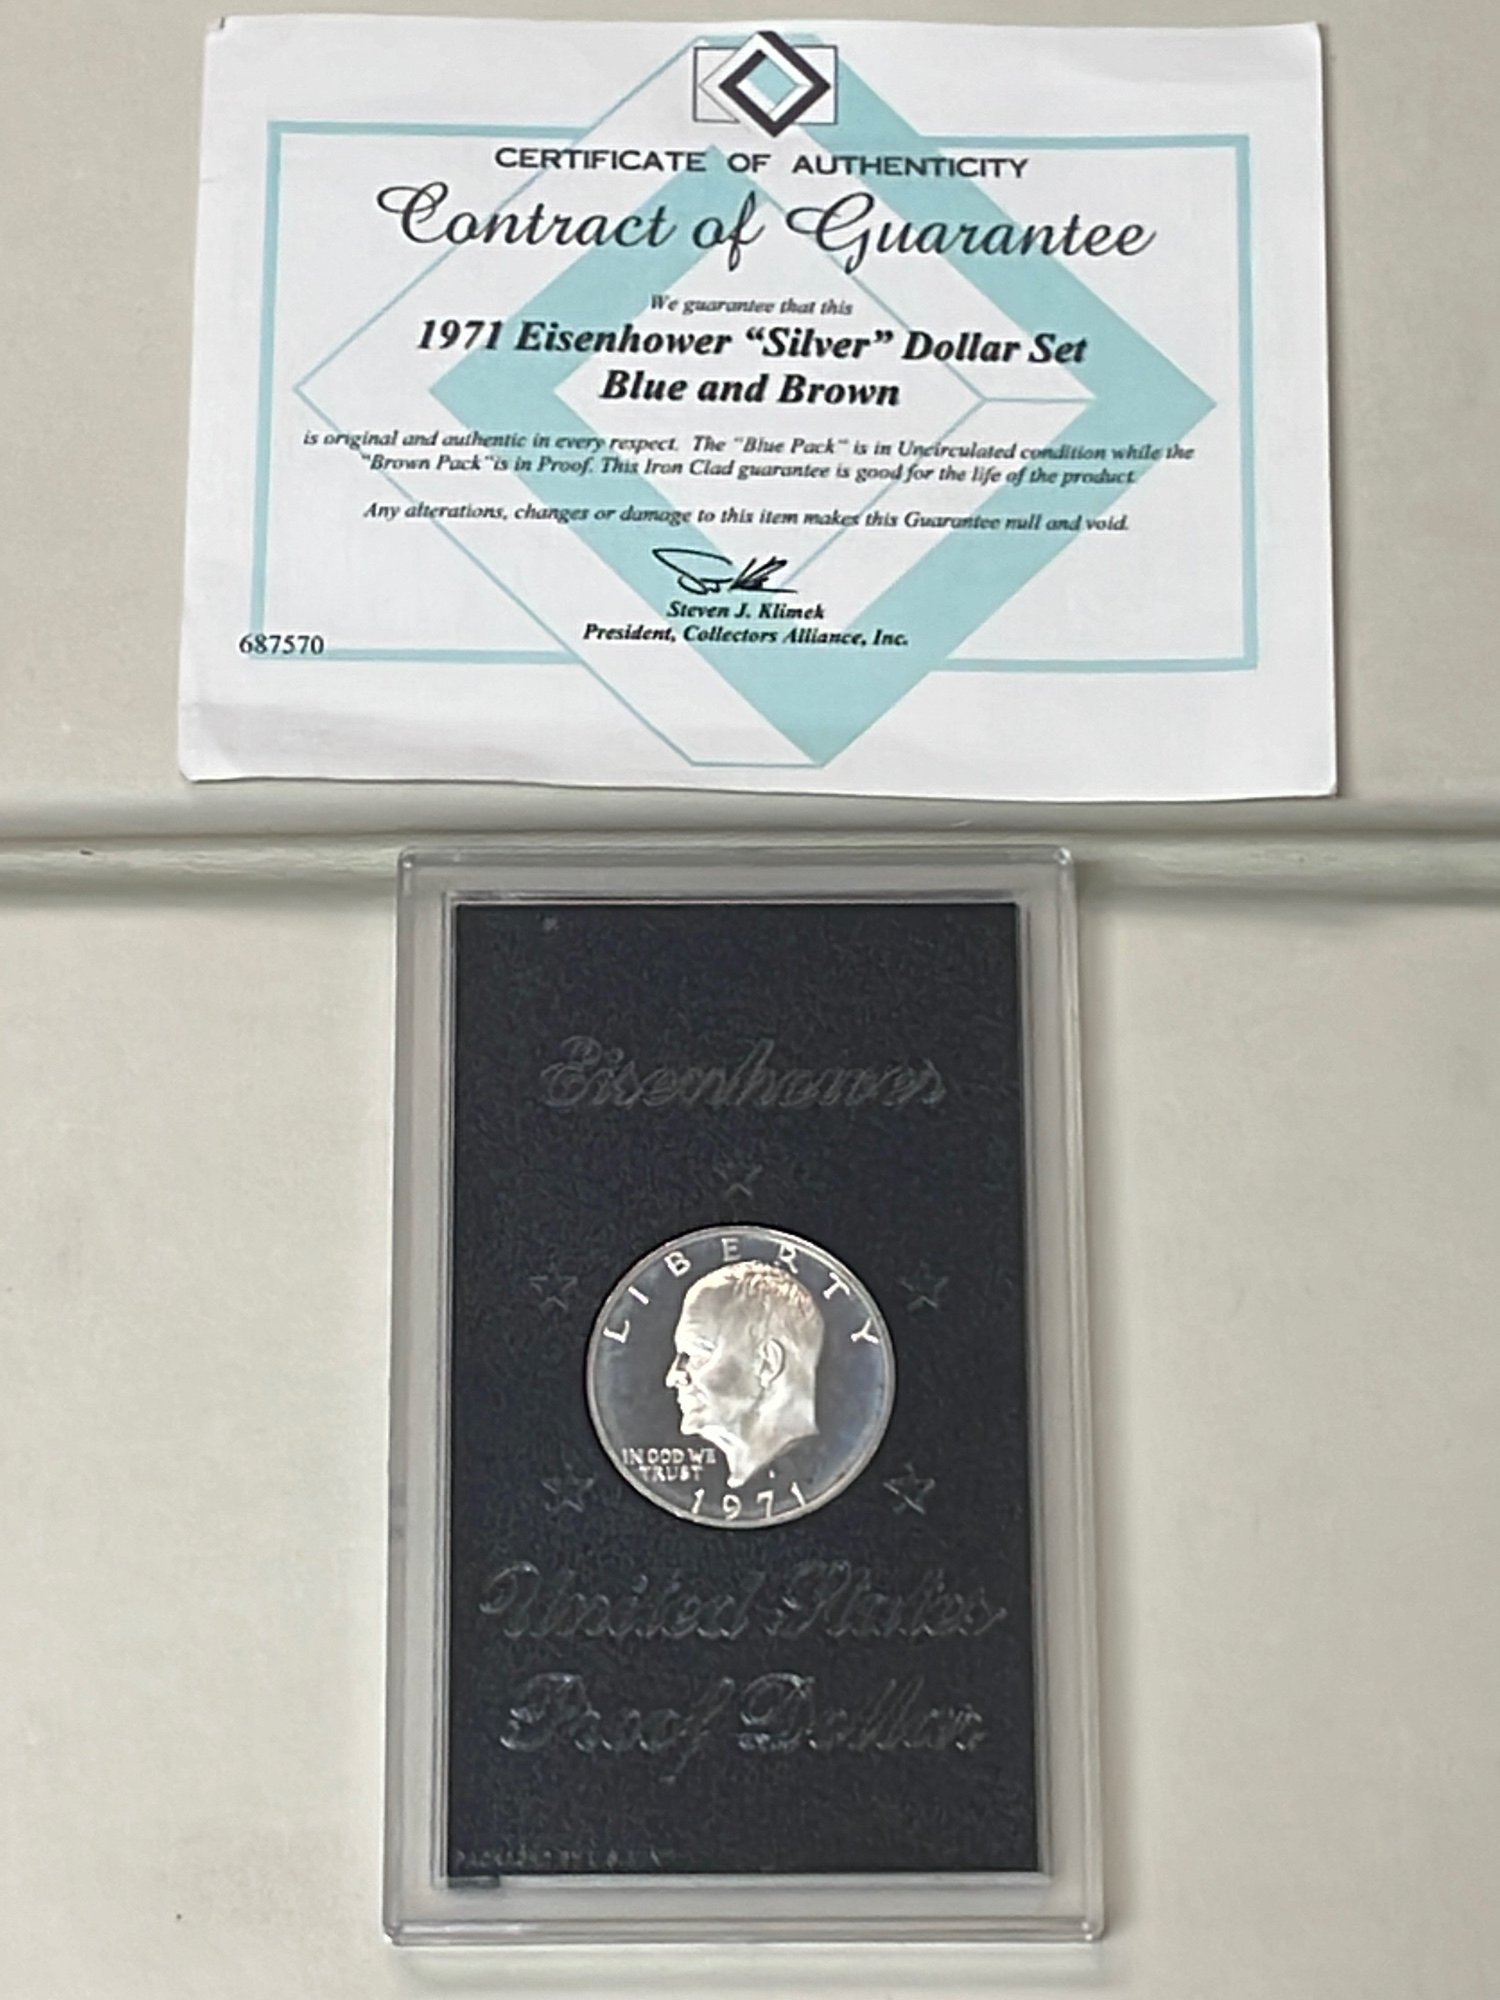 CERTIFICATE OF AUTHENTICITY
Contract of Guarantee
We guarantee that this
1971 Eisenhower “Silver” Dollar Set
Blue and Brown
is original and authentic in every respect. The "Blue Pack" is in Uncirculated condition while the
"Brown Pack"is in Proof. This Iron Clad guarantee is good for the life of the product.
Any alterations, changes or damage to this item makes this Guarantee null and void.
Steven J. Klimek
President, Collectors Alliance, Inc.
687570
Eisenhower
LIBERTY
IN GOD WE
TRUST
1971
United States
Proof Dollar
PACKAGED BY U.S. MINT